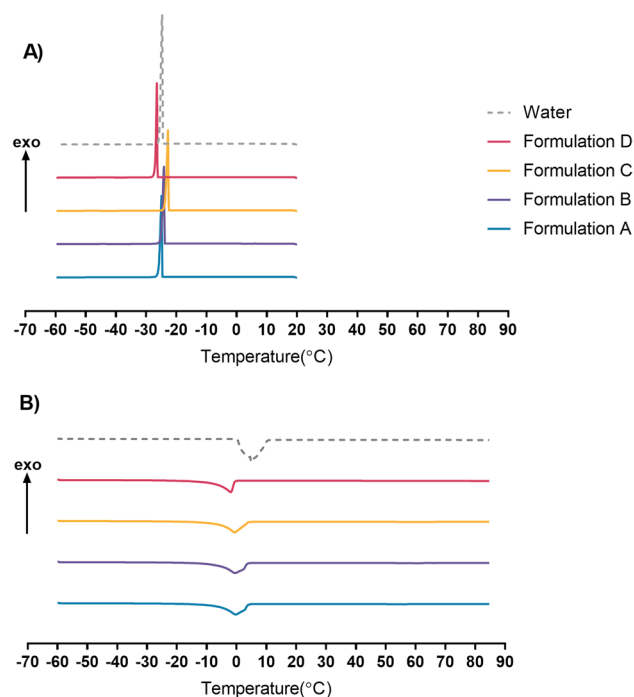 A)
exo
Water
Formulation D
Formulation C
Formulation B
Formulation A
-70 -60 -50 -40 -30 -20 -10 0 10 20 30 40 50 60 70 80 90
Temperature(°C)
B)
exo
-70 -60 -50 -40 -30 -20 -10 0 10 20 30 40 50 60 70 80 90
Temperature(°C)